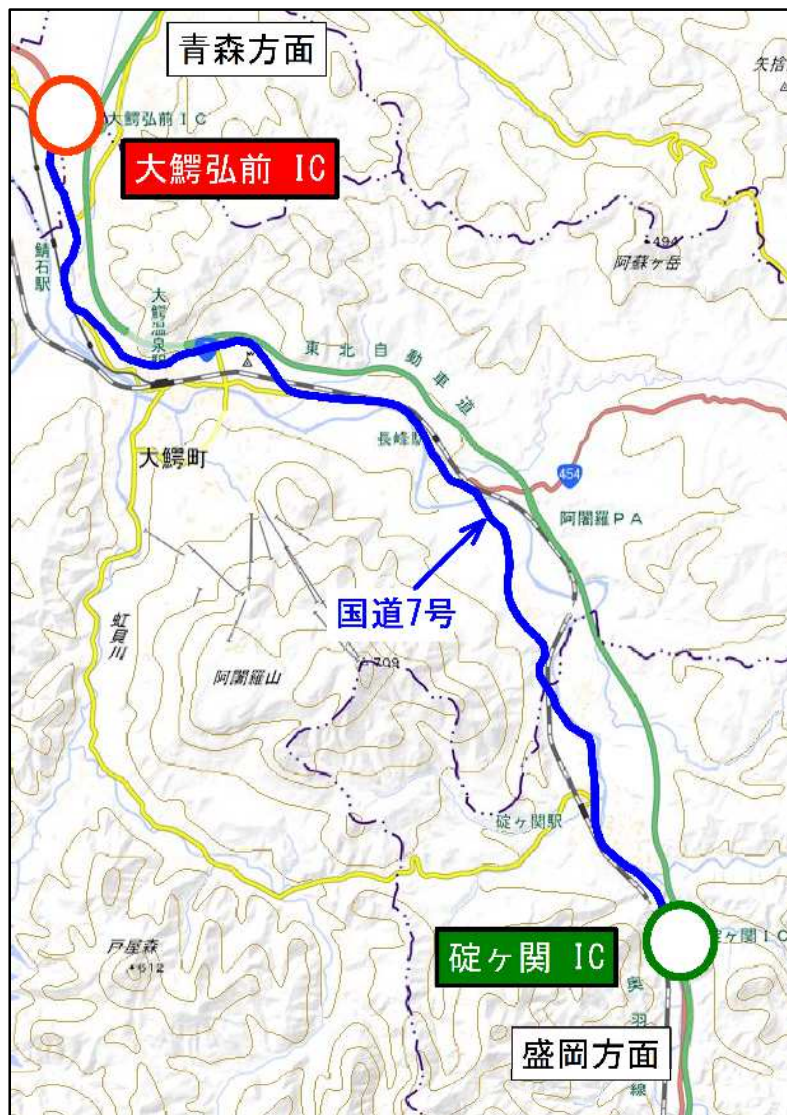 青森方面
矢捨
大鰐弘前IC
大鰐弘前 IC
494
阿蘇ヶ岳
鯖石駅
大鰐温泉駅
東北自動車道
長峰駅
454
大鰐町
阿闍羅PA
国道7号
虹貝川
709
阿闍羅山
碇ヶ関駅
碇ヶ関 IC
碇ヶ関IC
戸屋森
612
奥羽
線
盛岡方面